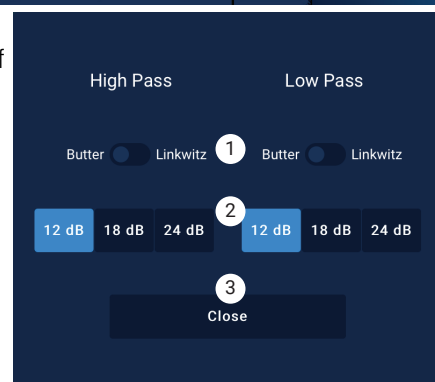 f
High Pass Low Pass
Butter Linkwitz 1 Butter Linkwitz
2
12 dB 18 dB 24 dB 12 dB 18 dB 24 dB
3
Close